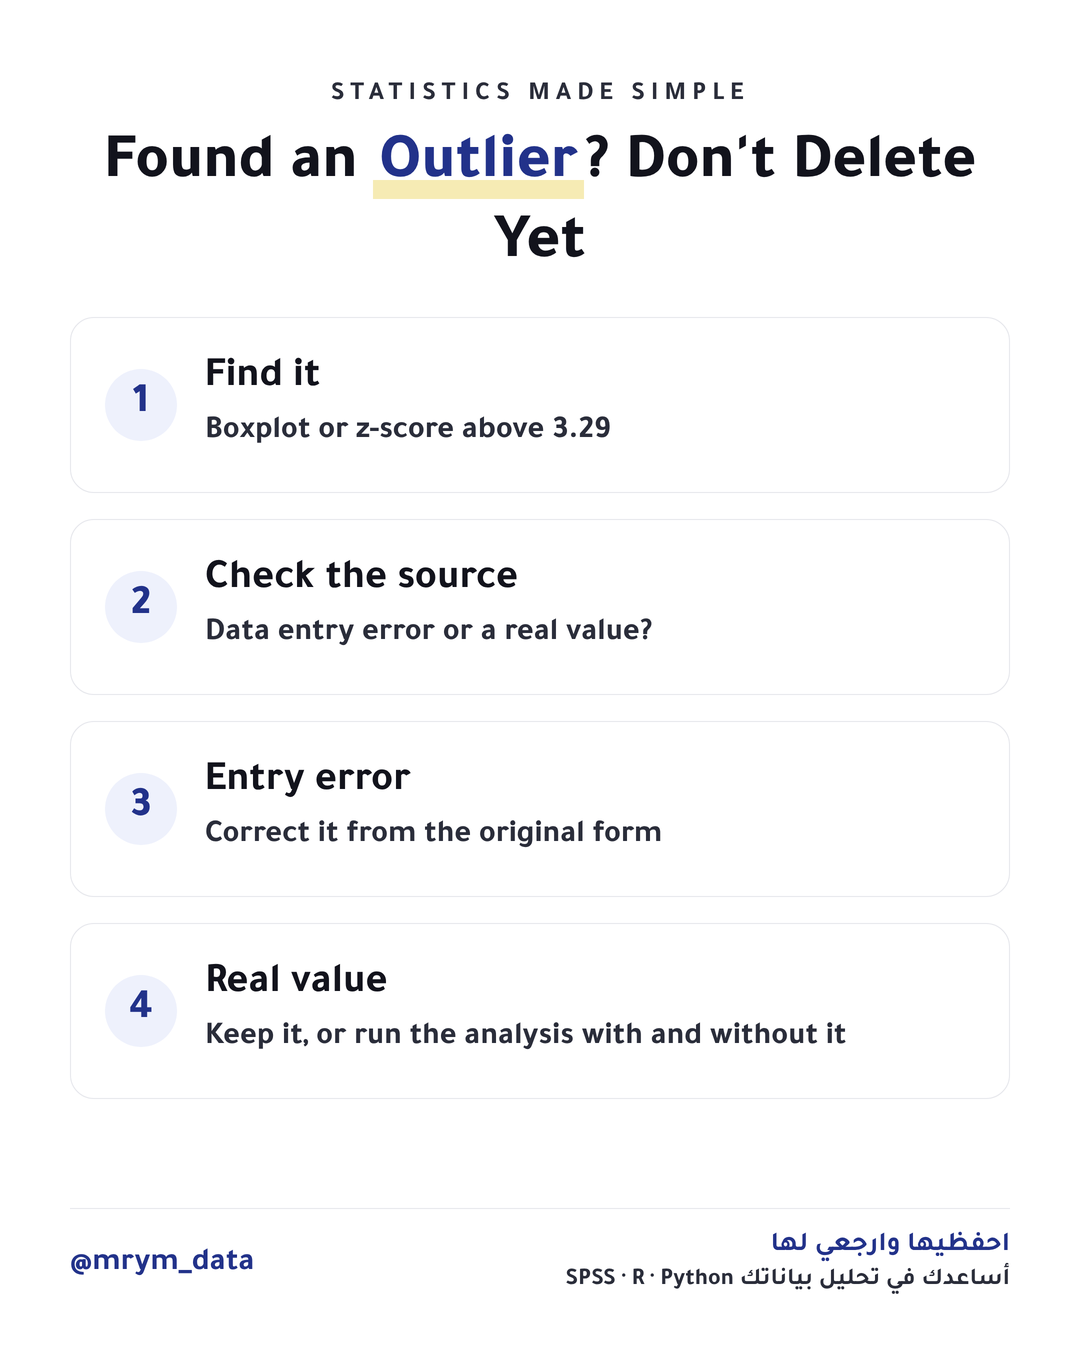 STATISTICS MADE SIMPLE
Found an Outlier? Don't Delete
Yet
1
Find it
Boxplot or z-score above 3.29
2
Check the source
Data entry error or a real value?
3
Entry error
Correct it from the original form
4
Real value
Keep it, or run the analysis with and without it
@mrym_data
احفظيها وارجعي لها
أساعدك في تحليل بياناتك SPSS · R · Python